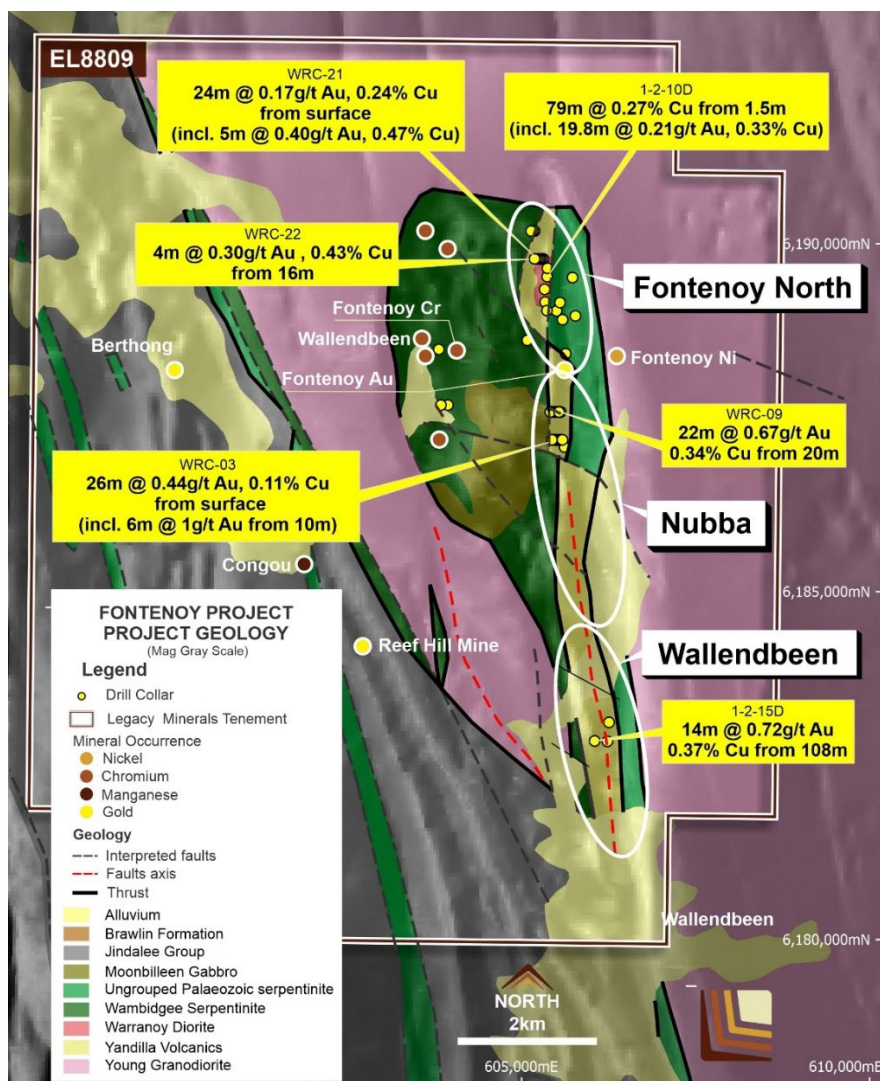 EL8809
WRC-21
24m @ 0.17g/t Au, 0.24% Cu
from surface
(incl. 5m @ 0.40g/t Au, 0.47% Cu)
1-2-10D
79m @ 0.27% Cu from 1.5m
(incl. 19.8m @ 0.21g/t Au, 0.33% Cu)
WRC-22
4m @ 0.30g/t Au , 0.43% Cu
from 16m
6,190,000mN
Fontenoy North
Fontenoy Cr
Wallendbeen
Berthong
Fontenoy Au
Fontenoy Ni
WRC-09
22m @ 0.67g/t Au
0.34% Cu from 20m
WRC-03
26m @ 0.44g/t Au, 0.11% Cu
from surface
(incl. 6m @ 1g/t Au from 10m)
Nubba
Congou
6,185,000mN
Reef Hill Mine
Wallendbeen
1-2-15D
14m @ 0.72g/t Au
0.37% Cu from 108m
FONTENOY PROJECT
PROJECT GEOLOGY
(Mag Gray Scale)
Legend
Drill Collar
Legacy Minerals Tenement
Mineral Occurrence
Nickel
Chromium
Manganese
Gold
Geology
Interpreted faults
Faults axis
Thrust
Alluvium
Brawlin Formation
Jindalee Group
Moonbilleen Gabbro
Ungrouped Palaeozoic serpentinite
Wambidgee Serpentinite
Warranoy Diorite
Yandilla Volcanics
Young Granodiorite
Wallendbeen
6,180,000mN
NORTH
2km
605,000mE
610,000mE